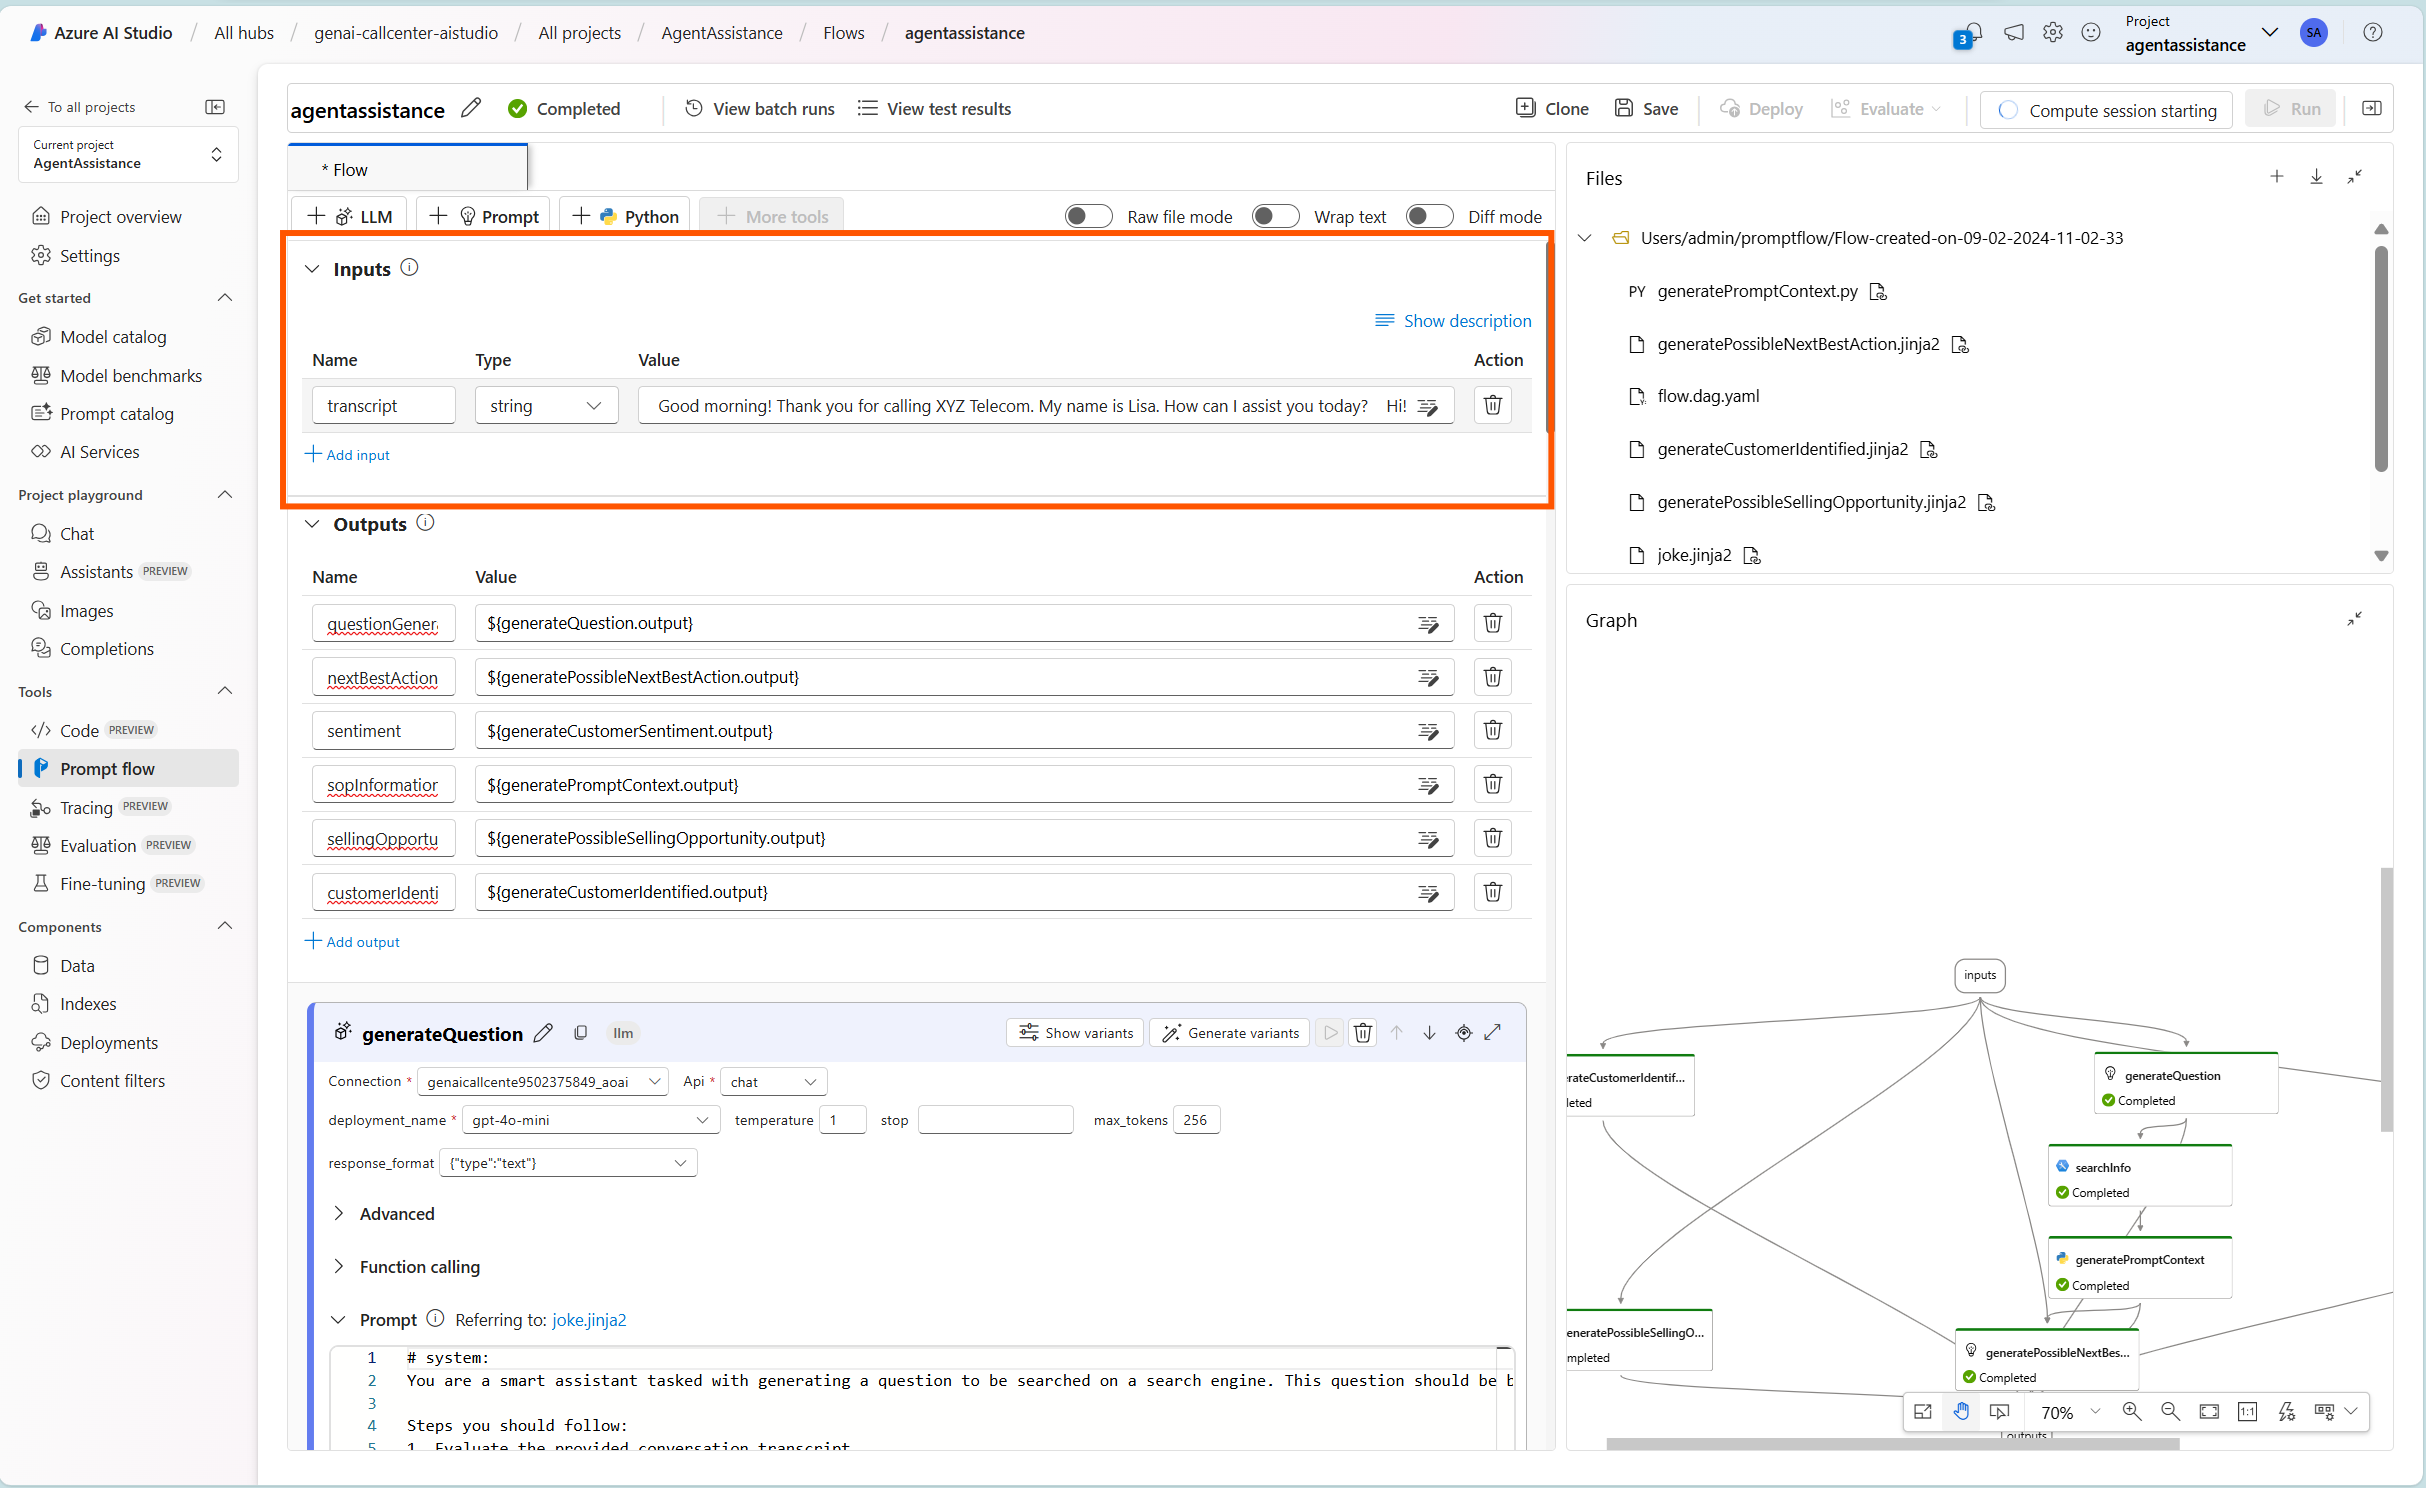 Azure AI Studio / All hubs / genai-callcenter-aistudio / All projects / AgentAssistance / Flows / agentassistance
3
Project
agentassistance
SA
To all projects
Current project
AgentAssistance
Project overview
Settings
Get started
Model catalog
Model benchmarks
Prompt catalog
AI Services
Project playground
Chat
Assistants PREVIEW
Images
Completions
Tools
Code PREVIEW
Prompt flow
Tracing PREVIEW
Evaluation PREVIEW
Fine-tuning PREVIEW
Components
Data
Indexes
Deployments
Content filters
agentassistance Completed View batch runs View test results Clone Save Deploy Evaluate Compute session starting Run
* Flow
LLM Prompt Python More tools Raw file mode Wrap text Diff mode
Inputs
Show description
Name Type Value Action
transcript string Good morning! Thank you for calling XYZ Telecom. My name is Lisa. How can I assist you today? Hi!
Add input
Outputs
Name Value Action
questionGener ${generateQuestion.output}
nextBestAction ${generatePossibleNextBestAction.output}
sentiment ${generateCustomerSentiment.output}
sopInformation ${generatePromptContext.output}
sellingOpportu ${generatePossibleSellingOpportunity.output}
customerIdenti ${generateCustomerIdentified.output}
Add output
generateQuestion llm Show variants Generate variants
Connection * genaicallcente9502375849_aoai Api * chat
deployment_name * gpt-4o-mini temperature 1 stop max_tokens 256
response_format {"type":"text"}
Advanced
Function calling
Prompt Referring to: joke.jinja2
1 # system:
2 You are a smart assistant tasked with generating a question to be searched on a search engine. This question should be b
3
4 Steps you should follow:
5 1. Evaluate the provided conversation transcript
Files
Users/admin/promptflow/Flow-created-on-09-02-2024-11-02-33
PY generatePromptContext.py
generatePossibleNextBestAction.jinja2
flow.dag.yaml
generateCustomerIdentified.jinja2
generatePossibleSellingOpportunity.jinja2
joke.jinja2
Graph
inputs
erateCustomerIdentif...
leted
generateQuestion
Completed
searchInfo
Completed
generatePromptContext
Completed
eneratePossibleSellingO...
mpleted
generatePossibleNextBes...
Completed
70%
1:1
outputs